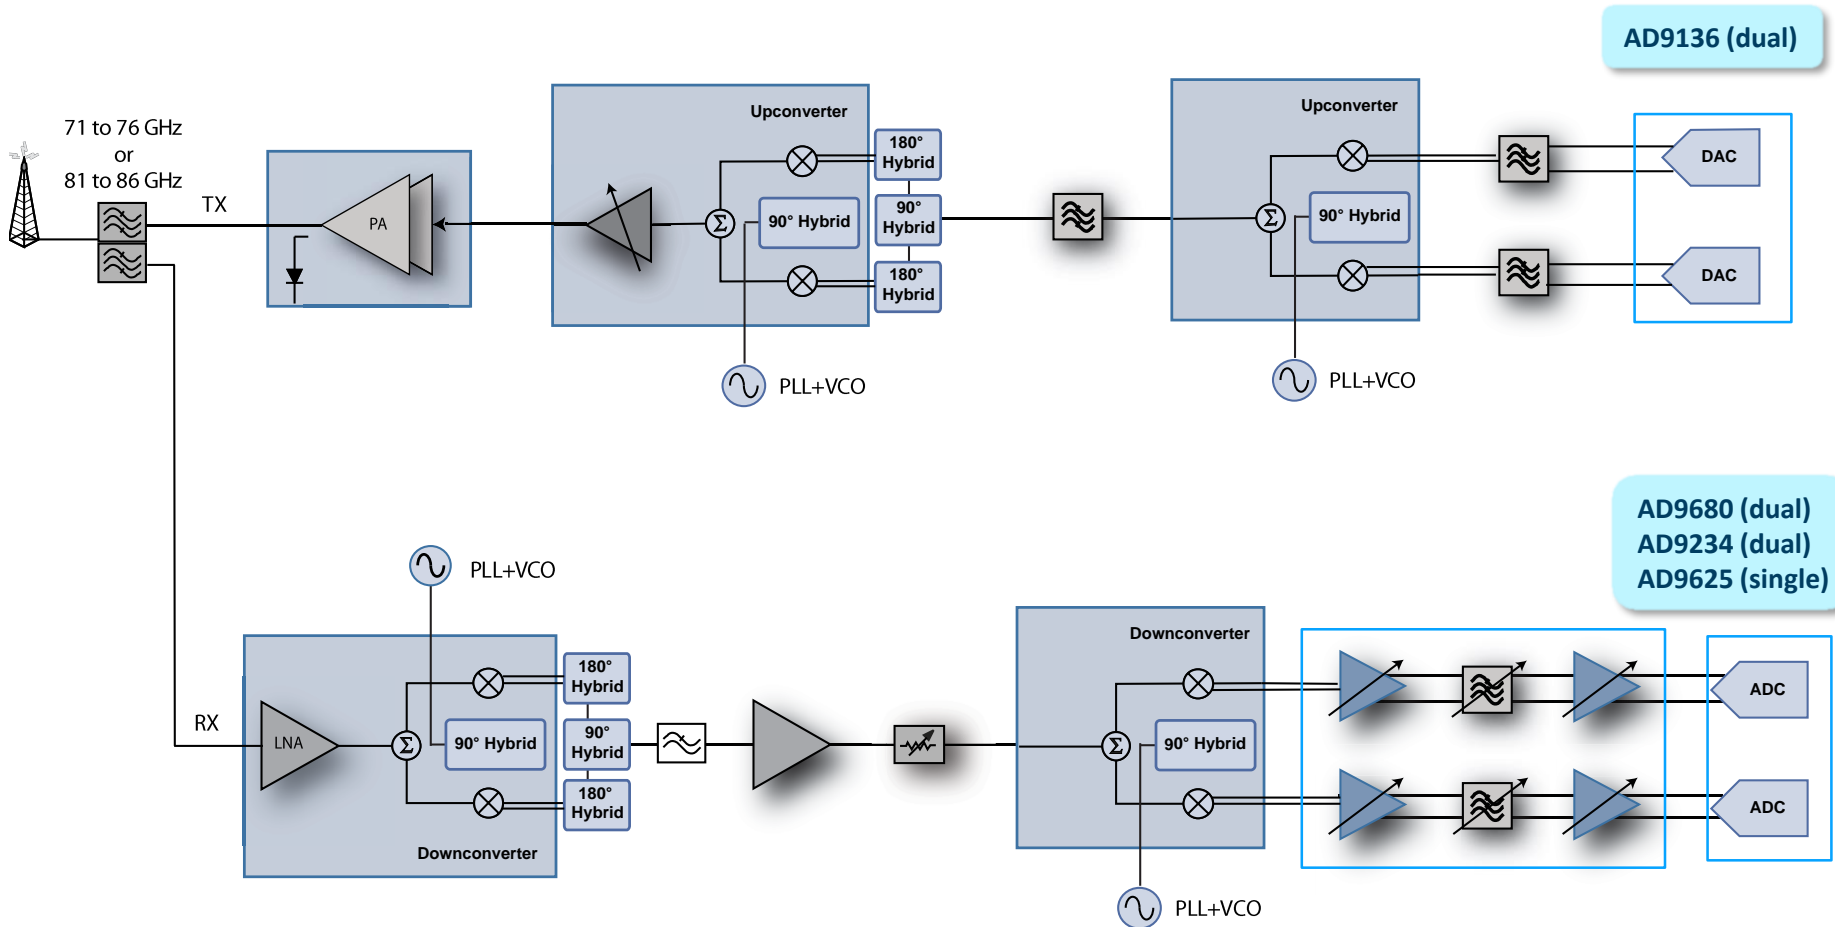 AD9136 (dual)
71 to 76 GHz
or
81 to 86 GHz
TX
PA
Upconverter
Σ
90° Hybrid
180°
Hybrid
90°
Hybrid
180°
Hybrid
PLL+VCO
Upconverter
Σ
90° Hybrid
PLL+VCO
DAC
DAC
AD9680 (dual)
AD9234 (dual)
AD9625 (single)
PLL+VCO
RX
LNA
Σ
90° Hybrid
Downconverter
180°
Hybrid
90°
Hybrid
180°
Hybrid
Downconverter
Σ
90° Hybrid
PLL+VCO
ADC
ADC